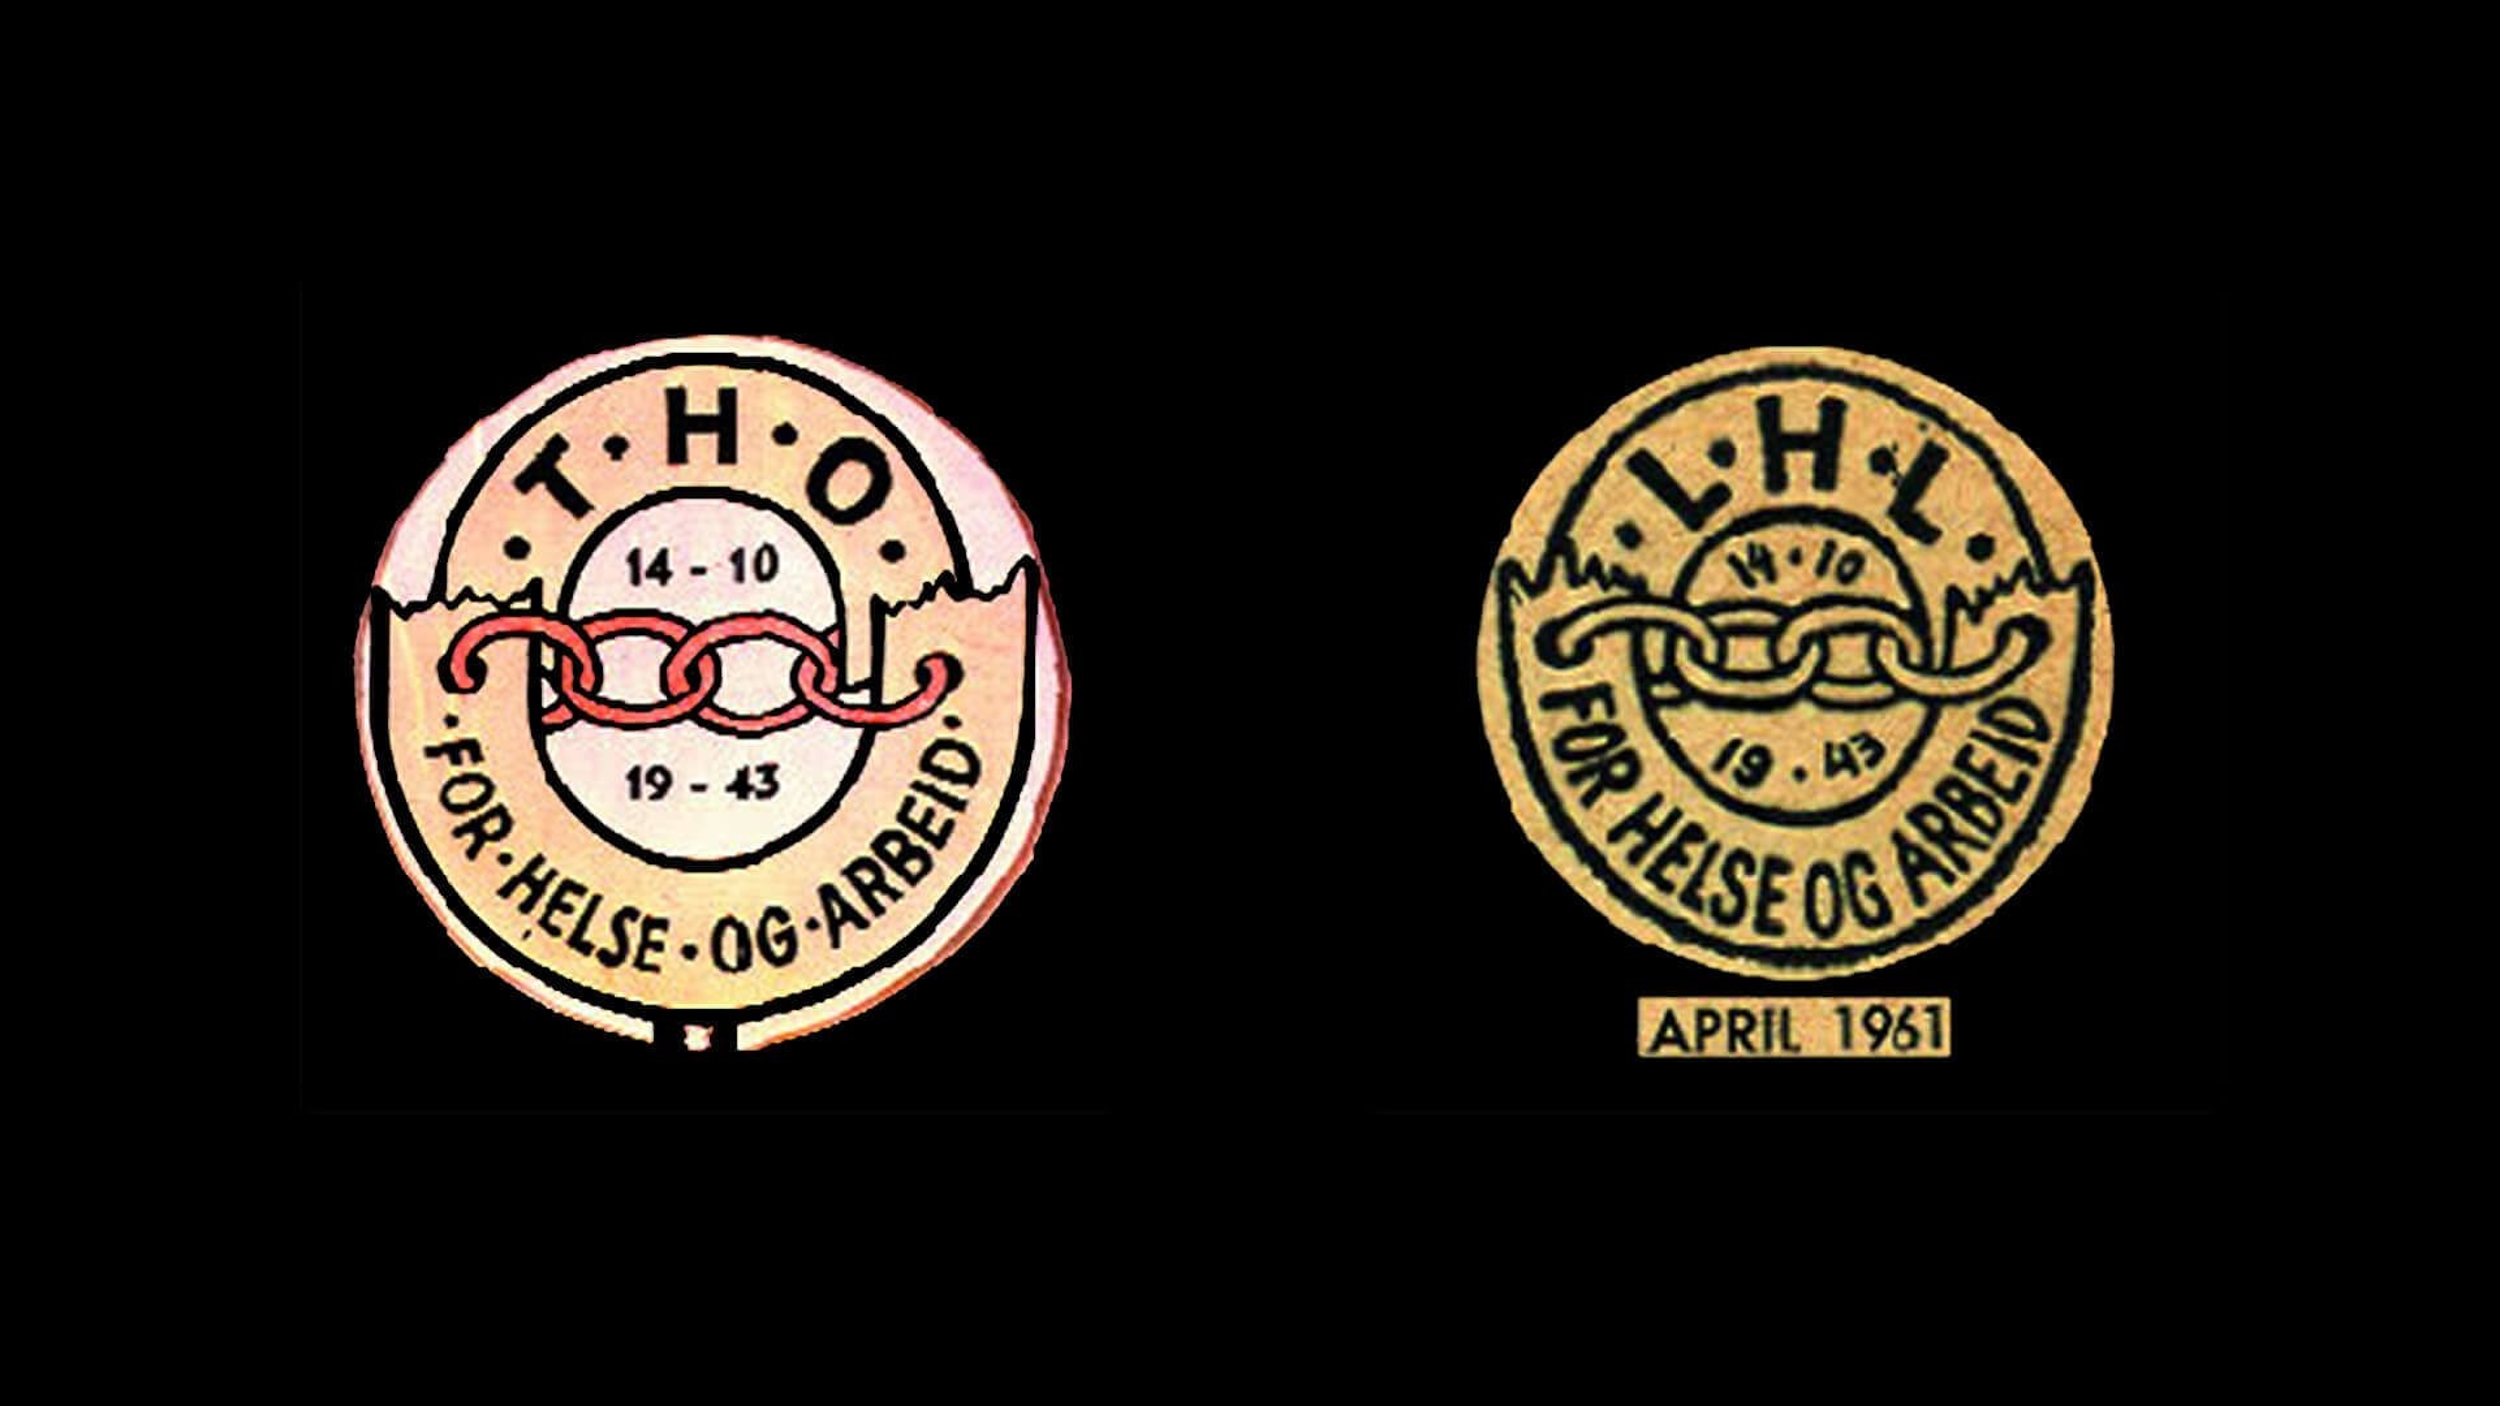 · T · H · O ·
14 - 10
19 - 43
· FOR · HELSE · OG · ARBEID ·
· L · H · L ·
14 · 10
19 · 43
FOR HELSE OG ARBEID
APRIL 1961